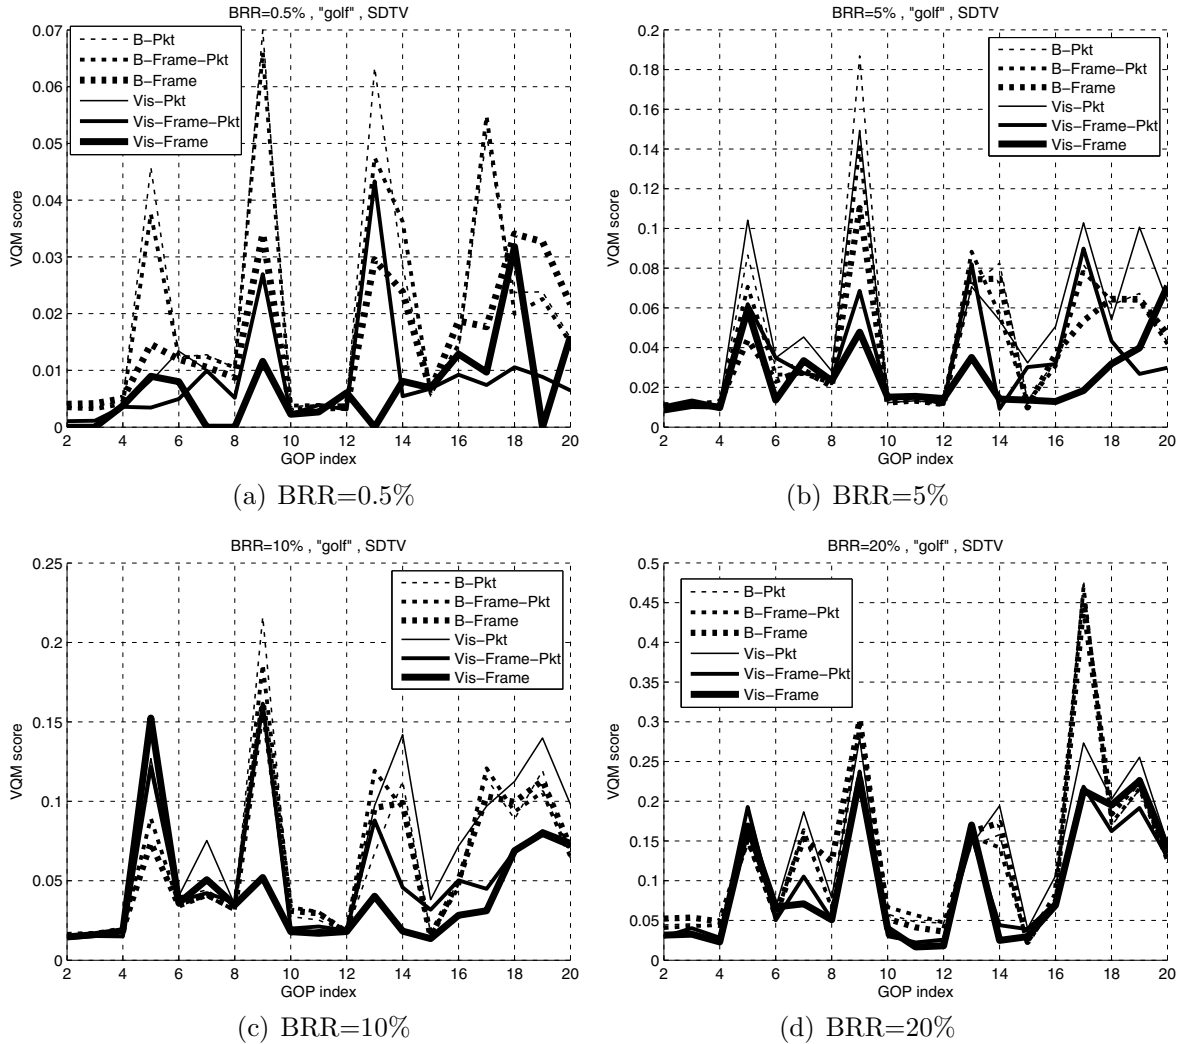 BRR=0.5% , "golf" , SDTV
0.07
0.06
0.05
0.04
0.03
0.02
0.01
0
VQM score
B−Pkt
B−Frame−Pkt
B−Frame
Vis−Pkt
Vis−Frame−Pkt
Vis−Frame
2 4 6 8 10 12 14 16 18 20
GOP index
(a) BRR=0.5%
BRR=5% , "golf" , SDTV
0.2
0.18
0.16
0.14
0.12
0.1
0.08
0.06
0.04
0.02
0
VQM score
B−Pkt
B−Frame−Pkt
B−Frame
Vis−Pkt
Vis−Frame−Pkt
Vis−Frame
2 4 6 8 10 12 14 16 18 20
GOP index
(b) BRR=5%
BRR=10% , "golf" , SDTV
0.25
0.2
0.15
0.1
0.05
0
VQM score
B−Pkt
B−Frame−Pkt
B−Frame
Vis−Pkt
Vis−Frame−Pkt
Vis−Frame
2 4 6 8 10 12 14 16 18 20
GOP index
(c) BRR=10%
BRR=20% , "golf" , SDTV
0.5
0.45
0.4
0.35
0.3
0.25
0.2
0.15
0.1
0.05
0
VQM score
B−Pkt
B−Frame−Pkt
B−Frame
Vis−Pkt
Vis−Frame−Pkt
Vis−Frame
2 4 6 8 10 12 14 16 18 20
GOP index
(d) BRR=20%